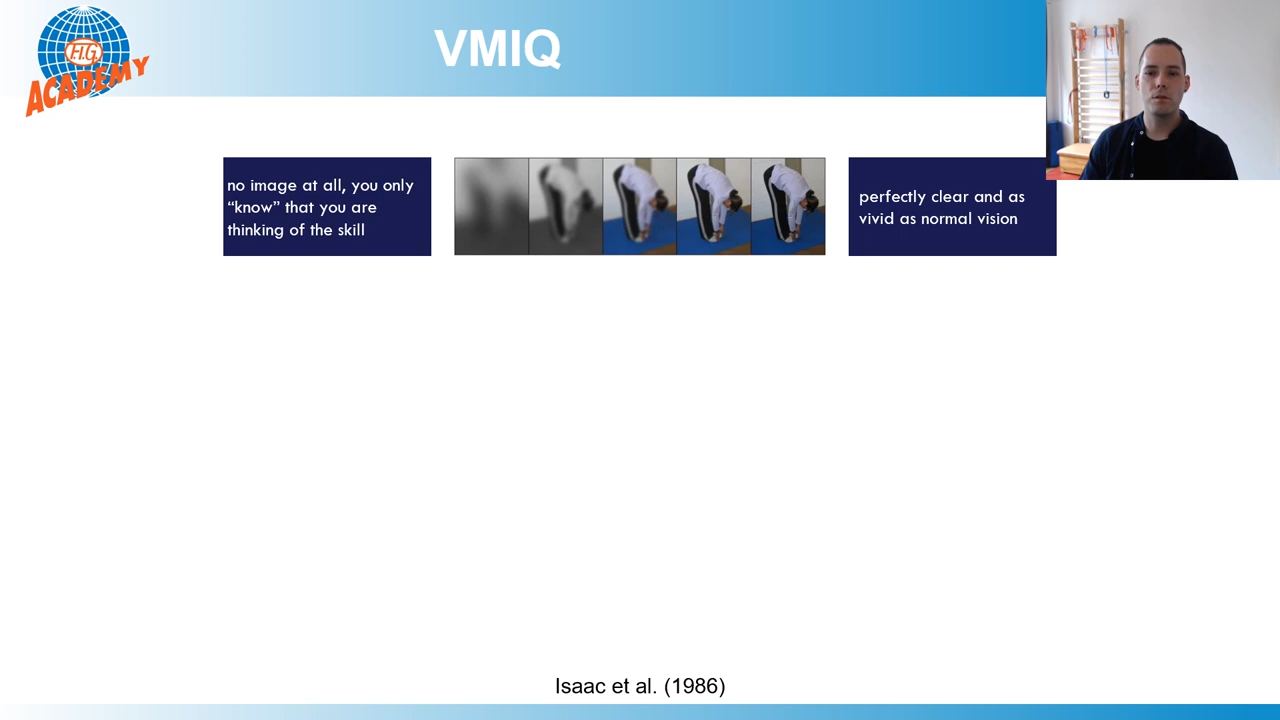 F.I.G.
ACADEMY
VMIQ
no image at all, you only
“know” that you are
thinking of the skill
perfectly clear and as
vivid as normal vision
Isaac et al. (1986)